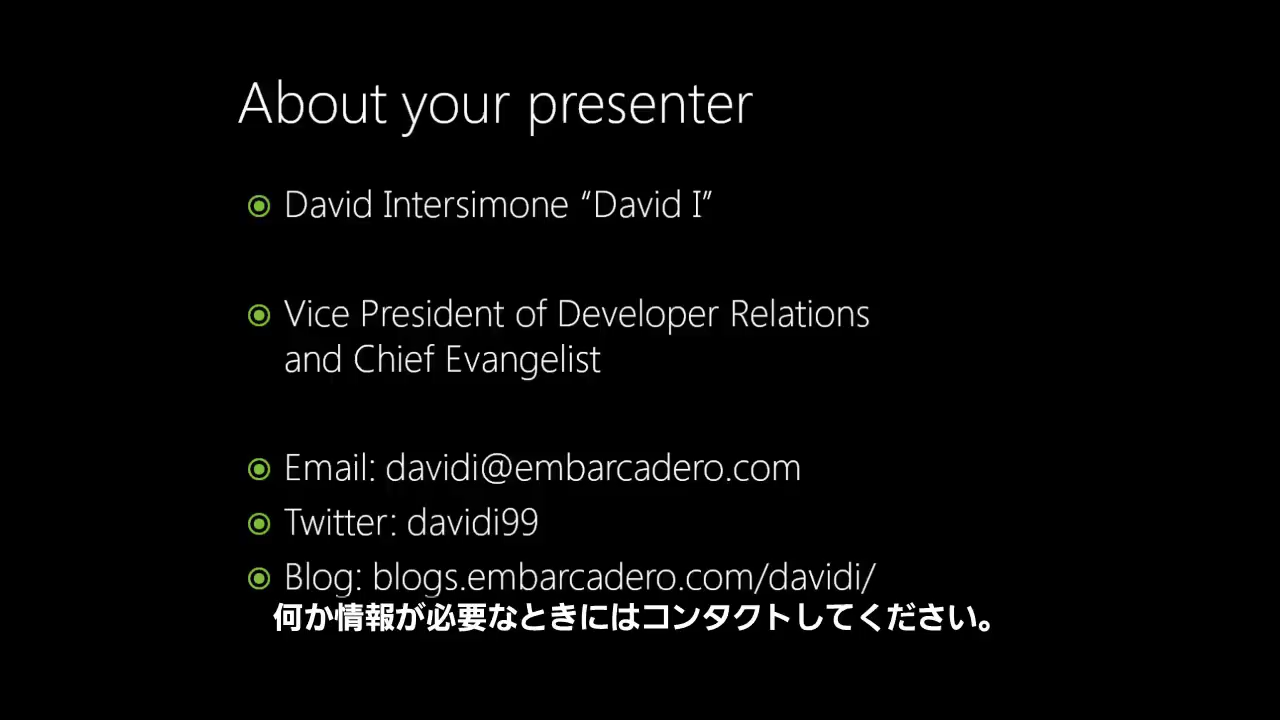 About your presenter
David Intersimone “David I”
Vice President of Developer Relations
and Chief Evangelist
Email: davidi@embarcadero.com
Twitter: davidi99
Blog: blogs.embarcadero.com/davidi/
何か情報が必要なときにはコンタクトしてください。